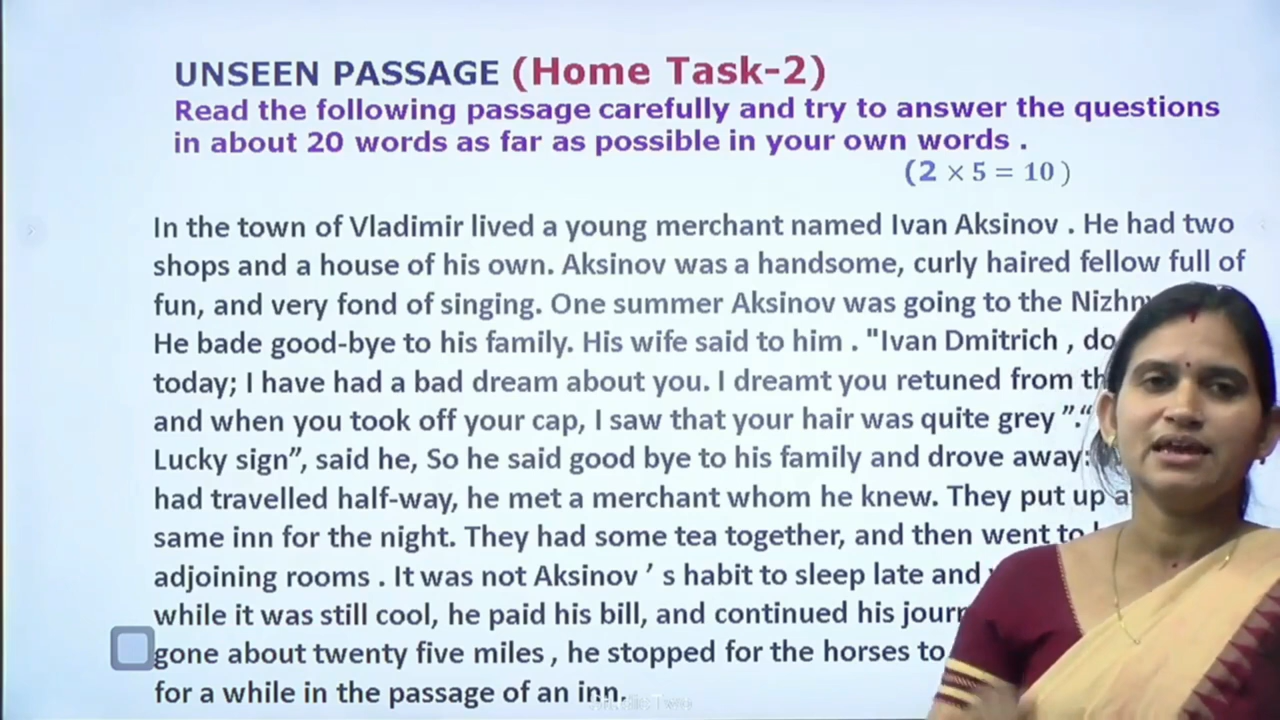 UNSEEN PASSAGE (Home Task-2)
Read the following passage carefully and try to answer the questions
in about 20 words as far as possible in your own words .
(2 × 5 = 10 )
In the town of Vladimir lived a young merchant named Ivan Aksinov . He had two
shops and a house of his own. Aksinov was a handsome, curly haired fellow full of
fun, and very fond of singing. One summer Aksinov was going to the
He bade good-bye to his family. His wife said to him . "Ivan Dmitrich , do
today; I have had a bad dream about you. I dreamt you retuned from
and when you took off your cap, I saw that your hair was quite grey ”.“
Lucky sign”, said he, So he said good bye to his family and drove away:
had travelled half-way, he met a merchant whom he knew. They put up
same inn for the night. They had some tea together, and then went to
adjoining rooms . It was not Aksinov ’ s habit to sleep late and
while it was still cool, he paid his bill, and continued his
gone about twenty five miles , he stopped for the horses to
for a while in the passage of an inn.